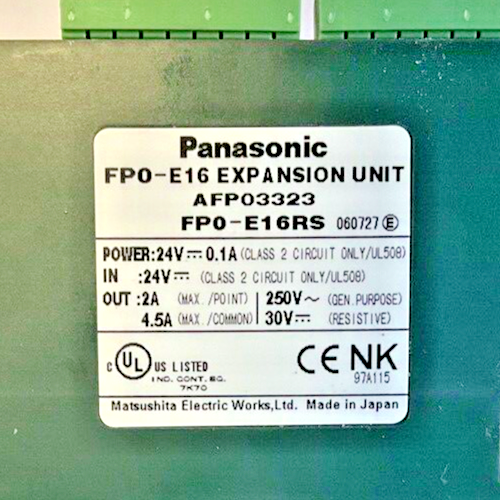 Panasonic
FP0-E16 EXPANSION UNIT
AFP03323
FP0-E16RS 060727 Ⓔ
POWER:24V⎓ 0.1A (CLASS 2 CIRCUIT ONLY/UL508)
IN :24V⎓ (CLASS 2 CIRCUIT ONLY/UL508)
OUT :2A (MAX./POINT) 250V～ (GEN.PURPOSE)
4.5A (MAX./COMMON) 30V⎓ (RESISTIVE)
C UL US LISTED
IND. CONT. EQ.
7K70
CE NK
97A115
Matsushita Electric Works,Ltd. Made in Japan